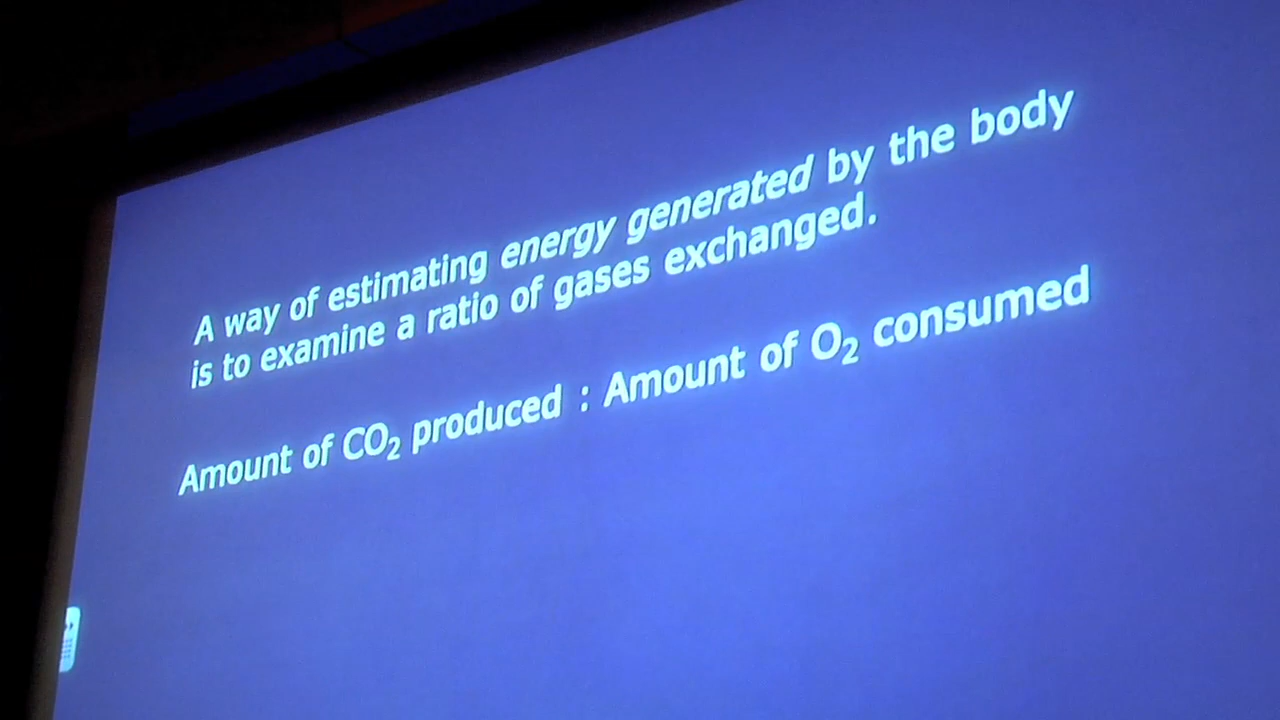 A way of estimating energy generated by the body
is to examine a ratio of gases exchanged.
Amount of CO₂ produced : Amount of O₂ consumed